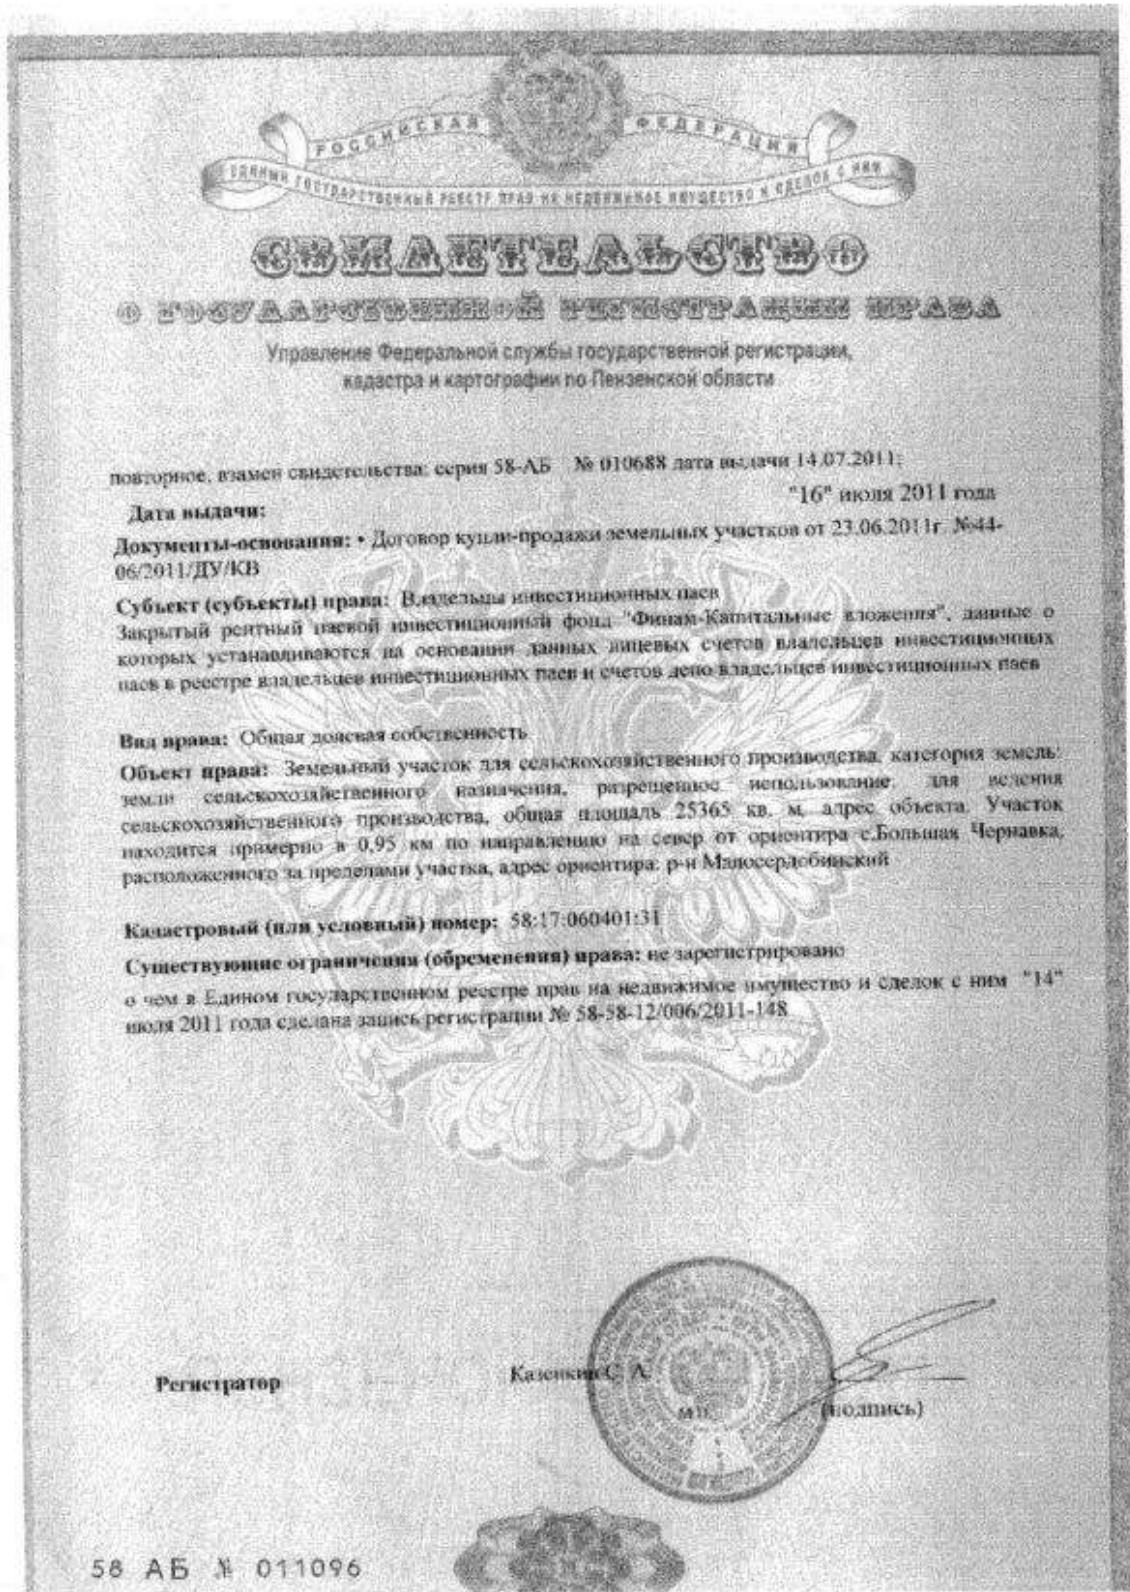 РОССИЙСКАЯ ФЕДЕРАЦИЯ
ЕДИНЫЙ ГОСУДАРСТВЕННЫЙ РЕЕСТР ПРАВ НА НЕДВИЖИМОЕ ИМУЩЕСТВО И СДЕЛОК С НИМ
СВИДЕТЕЛЬСТВО
О ГОСУДАРСТВЕННОЙ РЕГИСТРАЦИИ ПРАВА
Управление Федеральной службы государственной регистрации,
кадастра и картографии по Пензенской области
повторное, взамен свидетельства: серия 58-АБ № 010688 дата выдачи 14.07.2011;
"16" июля 2011 года
Дата выдачи:
Документы-основания: • Договор купли-продажи земельных участков от 23.06.2011г. №44-
06/2011/ДУ/КВ
Субъект (субъекты) права: Владельцы инвестиционных паев
Закрытый рентный паевой инвестиционный фонд "Финам-Капитальные вложения", данные о
которых устанавливаются на основании данных лицевых счетов владельцев инвестиционных
паев в реестре владельцев инвестиционных паев и счетов депо владельцев инвестиционных паев
Вид права: Общая долевая собственность
Объект права: Земельный участок для сельскохозяйственного производства, категория земель:
земли сельскохозяйственного назначения, разрешенное использование: для ведения
сельскохозяйственного производства, общая площадь 25365 кв. м, адрес объекта: Участок
находится примерно в 0,95 км по направлению на север от ориентира с.Большая Чернавка,
расположенного за пределами участка, адрес ориентира: р-н Малосердобинский
Кадастровый (или условный) номер: 58:17:060401:31
Существующие ограничения (обременения) права: не зарегистрировано
о чем в Едином государственном реестре прав на недвижимое имущество и сделок с ним "14"
июля 2011 года сделана запись регистрации № 58-58-12/006/2011-148
Регистратор
Казенкин С. А.
М.П.
(подпись)
58 АБ № 011096